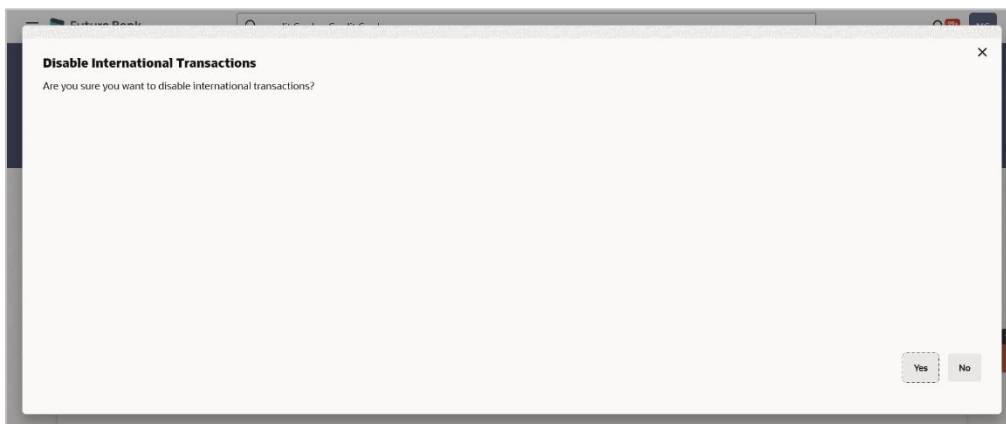 Disable International Transactions
Are you sure you want to disable international transactions?
Yes
No